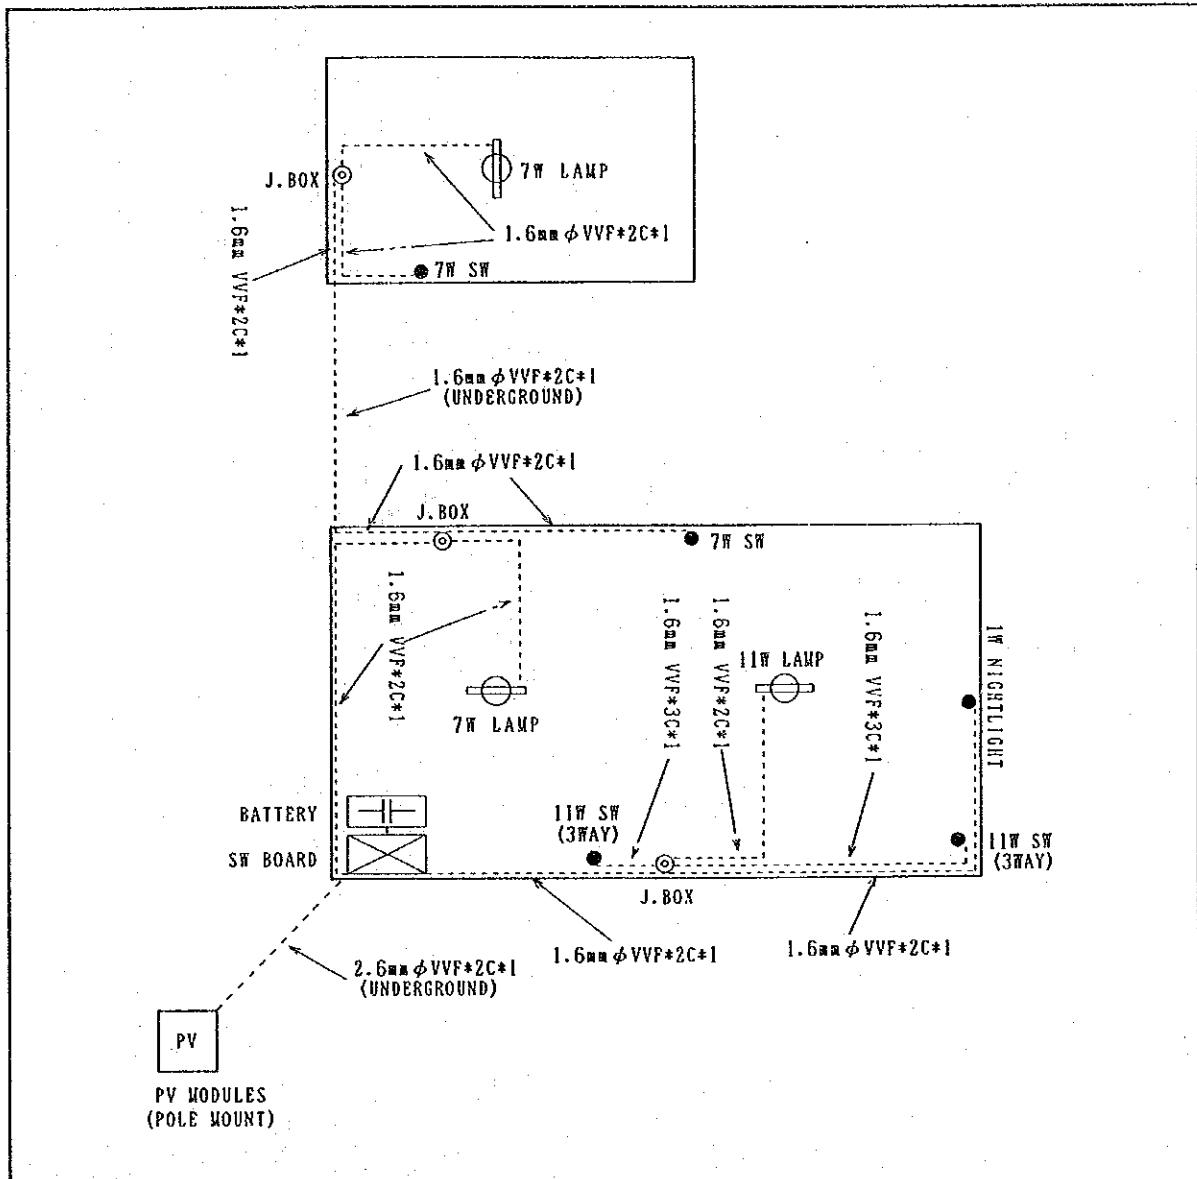 J.BOX
7W LAMP
1.6mmφVVF*2C*1
7W SW
1.6mm VVF*2C*1
1.6mmφVVF*2C*1
(UNDERGROUND)
1.6mmφVVF*2C*1
J.BOX
7W SW
1.6mm VVF*2C*1
7W LAMP
1.6mm VVF*3C*1
1.6mm VVF*2C*1
11W LAMP
1.6mm VVF*3C*1
1W NIGHTLIGHT
BATTERY
SW BOARD
11W SW
(3WAY)
J.BOX
11W SW
(3WAY)
1.6mmφVVF*2C*1
1.6mmφVVF*2C*1
2.6mmφVVF*2C*1
(UNDERGROUND)
PV
PV MODULES
(POLE MOUNT)